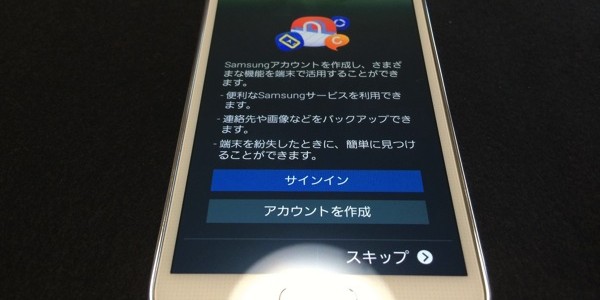 Samsungアカウントを作成し、さまざ
まな機能を端末で活用することができ
ます。
- 便利なSamsungサービスを利用でき
ます。
- 連絡先や画像などをバックアップでき
ます。
- 端末を紛失したときに、簡単に見つけ
ることができます。
サインイン
アカウントを作成
スキップ